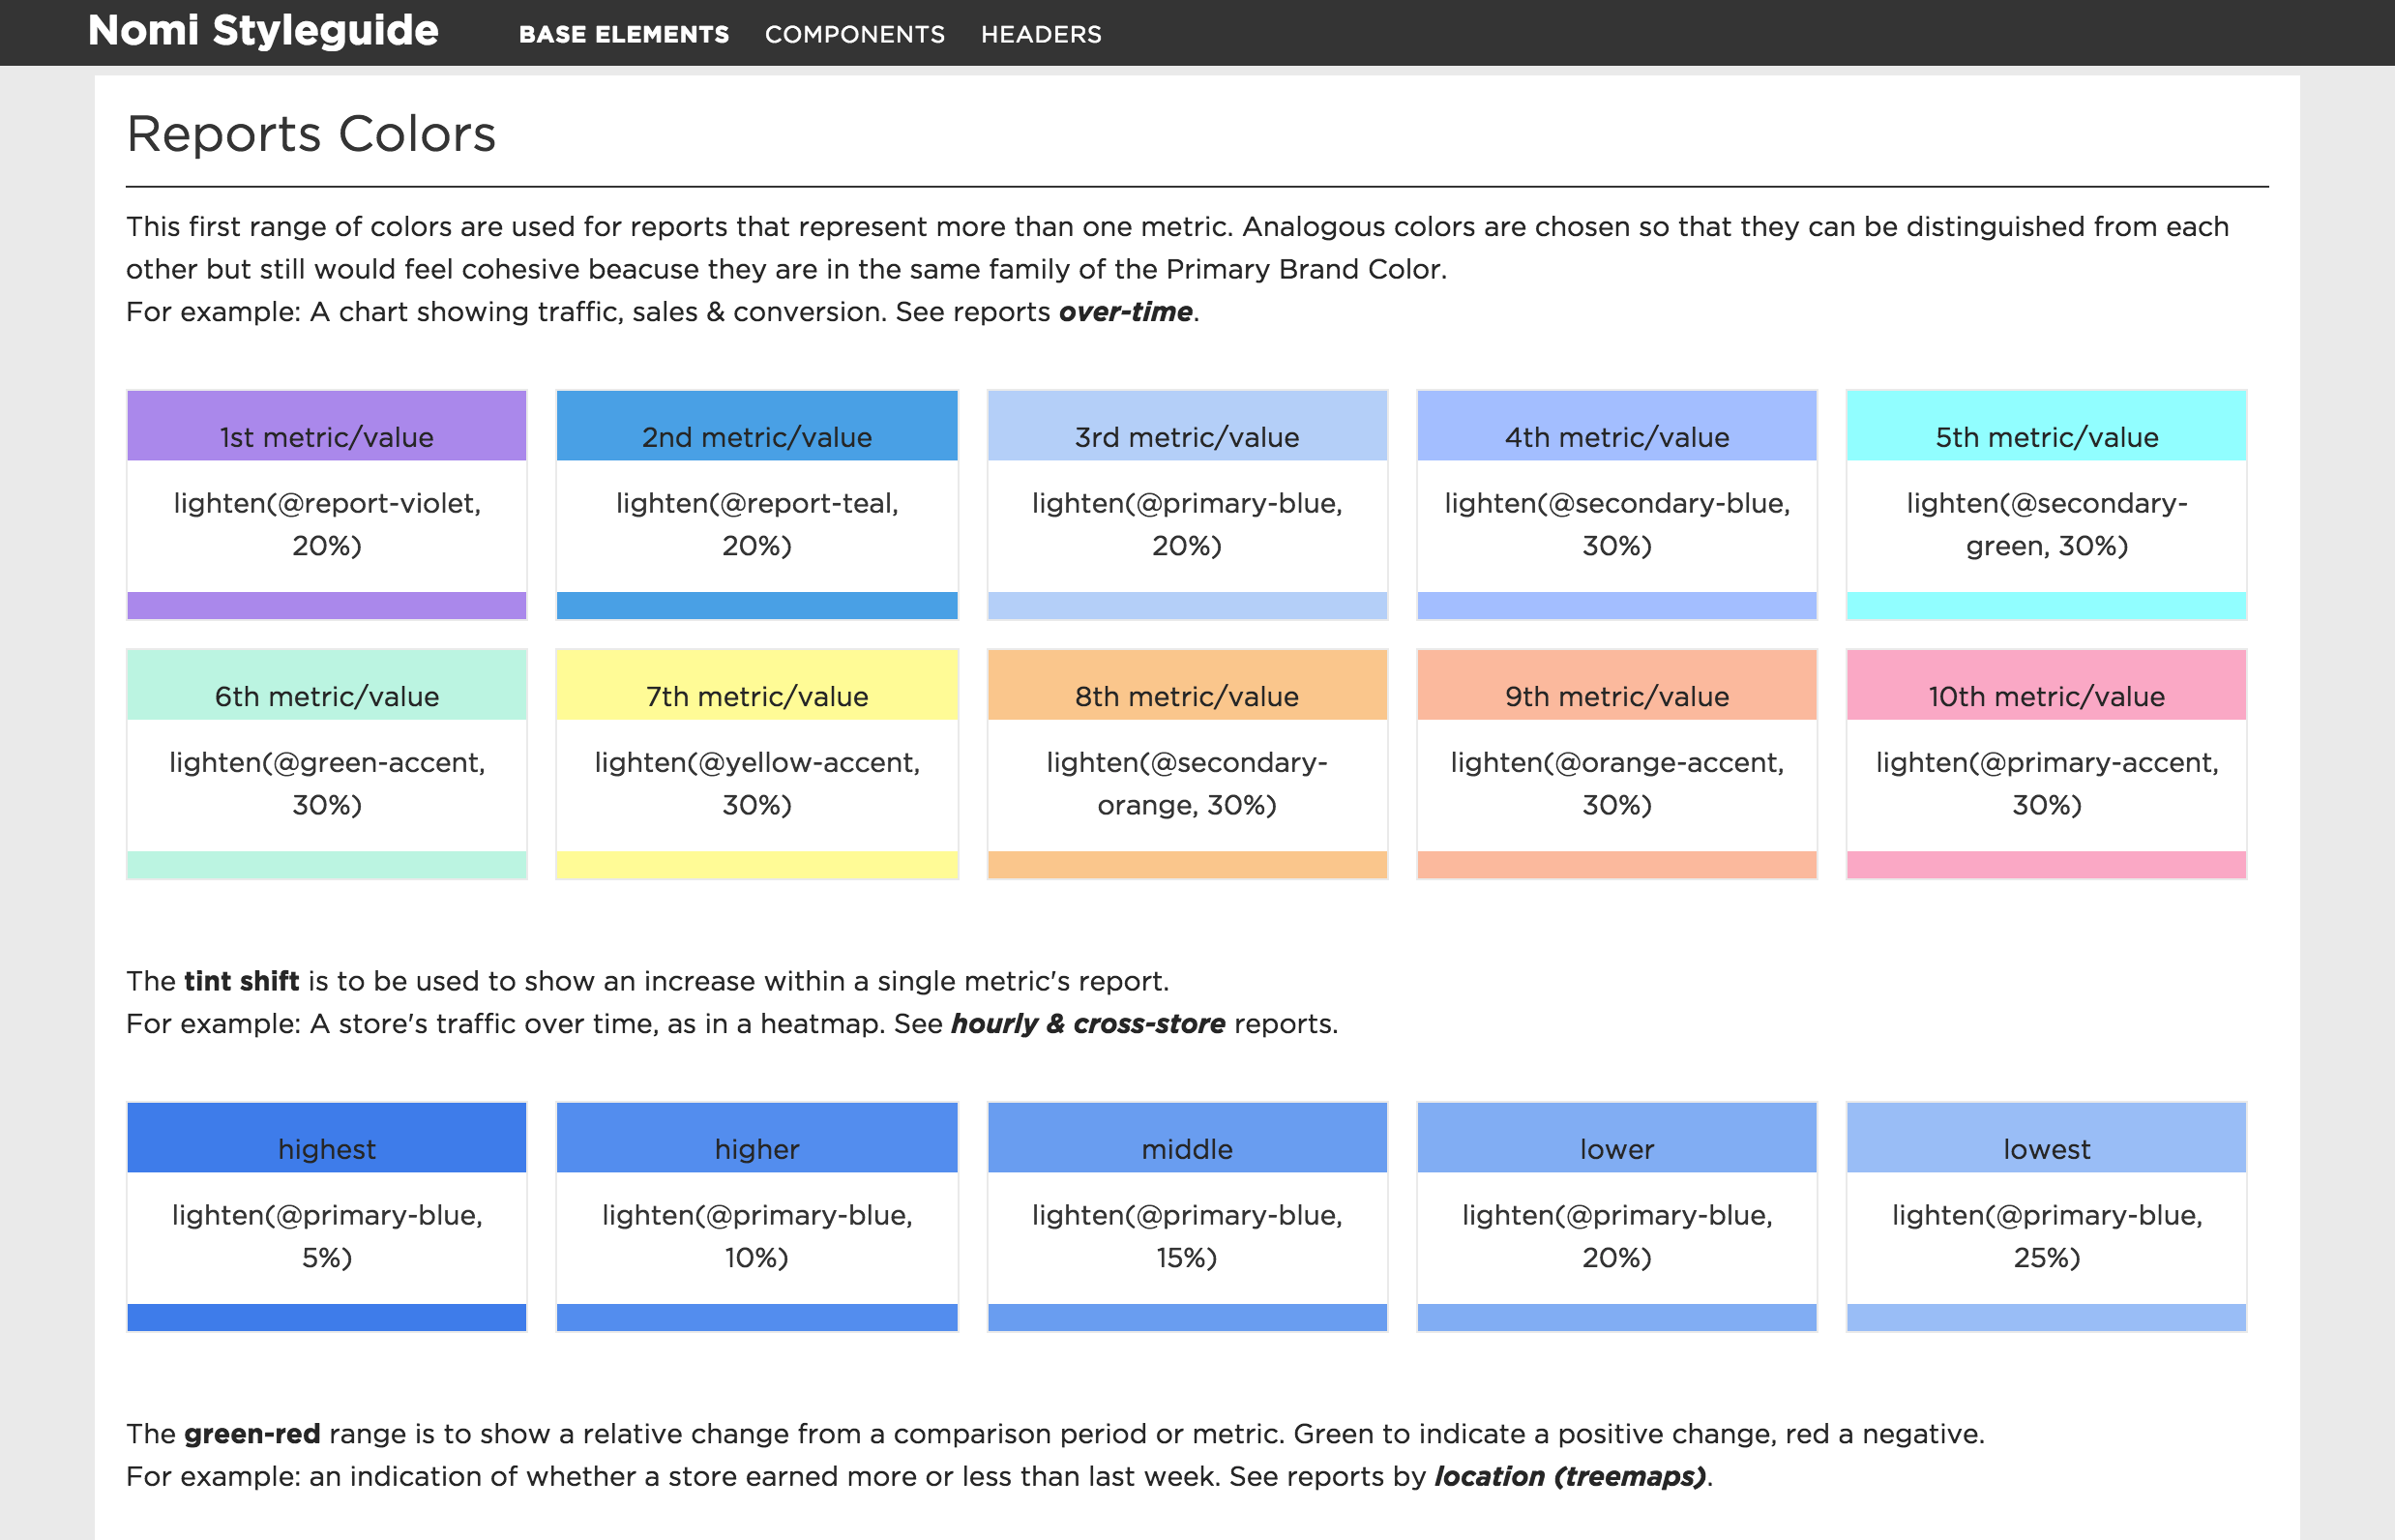 Nomi Styleguide BASE ELEMENTS COMPONENTS HEADERS
Reports Colors
This first range of colors are used for reports that represent more than one metric. Analogous colors are chosen so that they can be distinguished from each
other but still would feel cohesive beacuse they are in the same family of the Primary Brand Color.
For example: A chart showing traffic, sales & conversion. See reports over-time.
1st metric/value
lighten(@report-violet,
20%)
2nd metric/value
lighten(@report-teal,
20%)
3rd metric/value
lighten(@primary-blue,
20%)
4th metric/value
lighten(@secondary-blue,
30%)
5th metric/value
lighten(@secondary-
green, 30%)
6th metric/value
lighten(@green-accent,
30%)
7th metric/value
lighten(@yellow-accent,
30%)
8th metric/value
lighten(@secondary-
orange, 30%)
9th metric/value
lighten(@orange-accent,
30%)
10th metric/value
lighten(@primary-accent,
30%)
The tint shift is to be used to show an increase within a single metric's report.
For example: A store's traffic over time, as in a heatmap. See hourly & cross-store reports.
highest
lighten(@primary-blue,
5%)
higher
lighten(@primary-blue,
10%)
middle
lighten(@primary-blue,
15%)
lower
lighten(@primary-blue,
20%)
lowest
lighten(@primary-blue,
25%)
The green-red range is to show a relative change from a comparison period or metric. Green to indicate a positive change, red a negative.
For example: an indication of whether a store earned more or less than last week. See reports by location (treemaps).